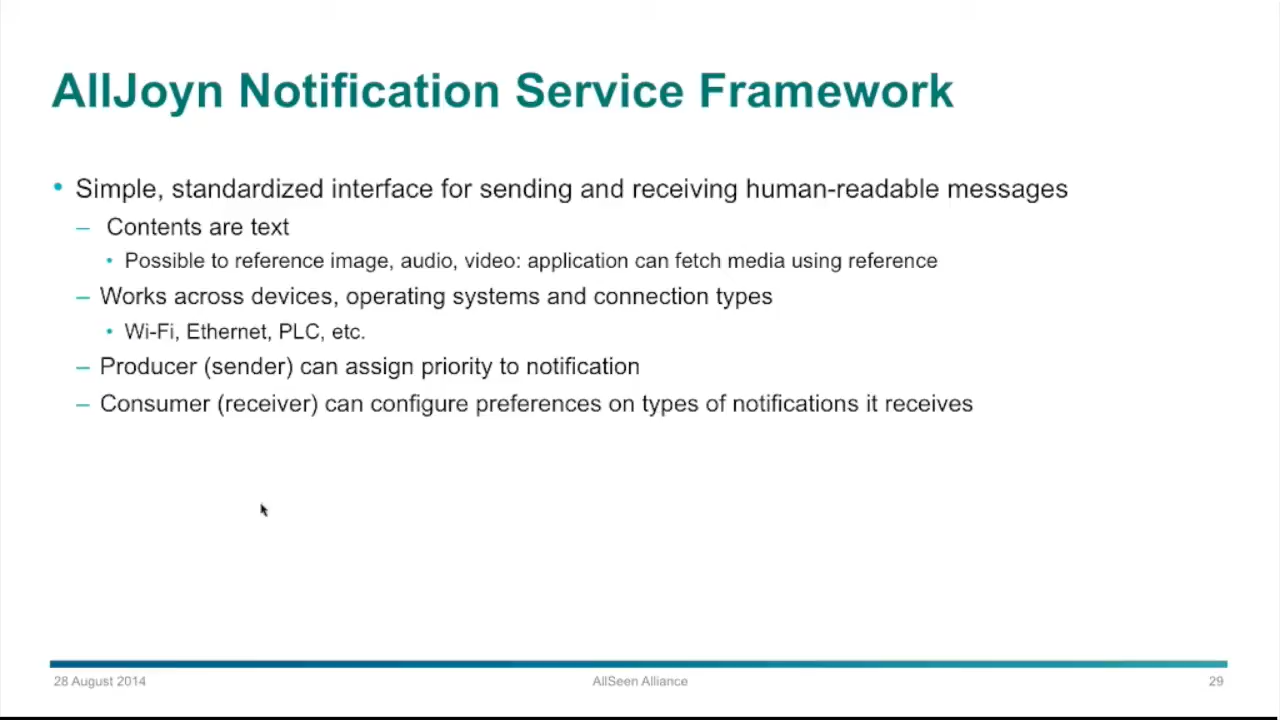 AllJoyn Notification Service Framework
• Simple, standardized interface for sending and receiving human-readable messages
– Contents are text
• Possible to reference image, audio, video: application can fetch media using reference
– Works across devices, operating systems and connection types
• Wi-Fi, Ethernet, PLC, etc.
– Producer (sender) can assign priority to notification
– Consumer (receiver) can configure preferences on types of notifications it receives
28 August 2014 AllSeen Alliance 29